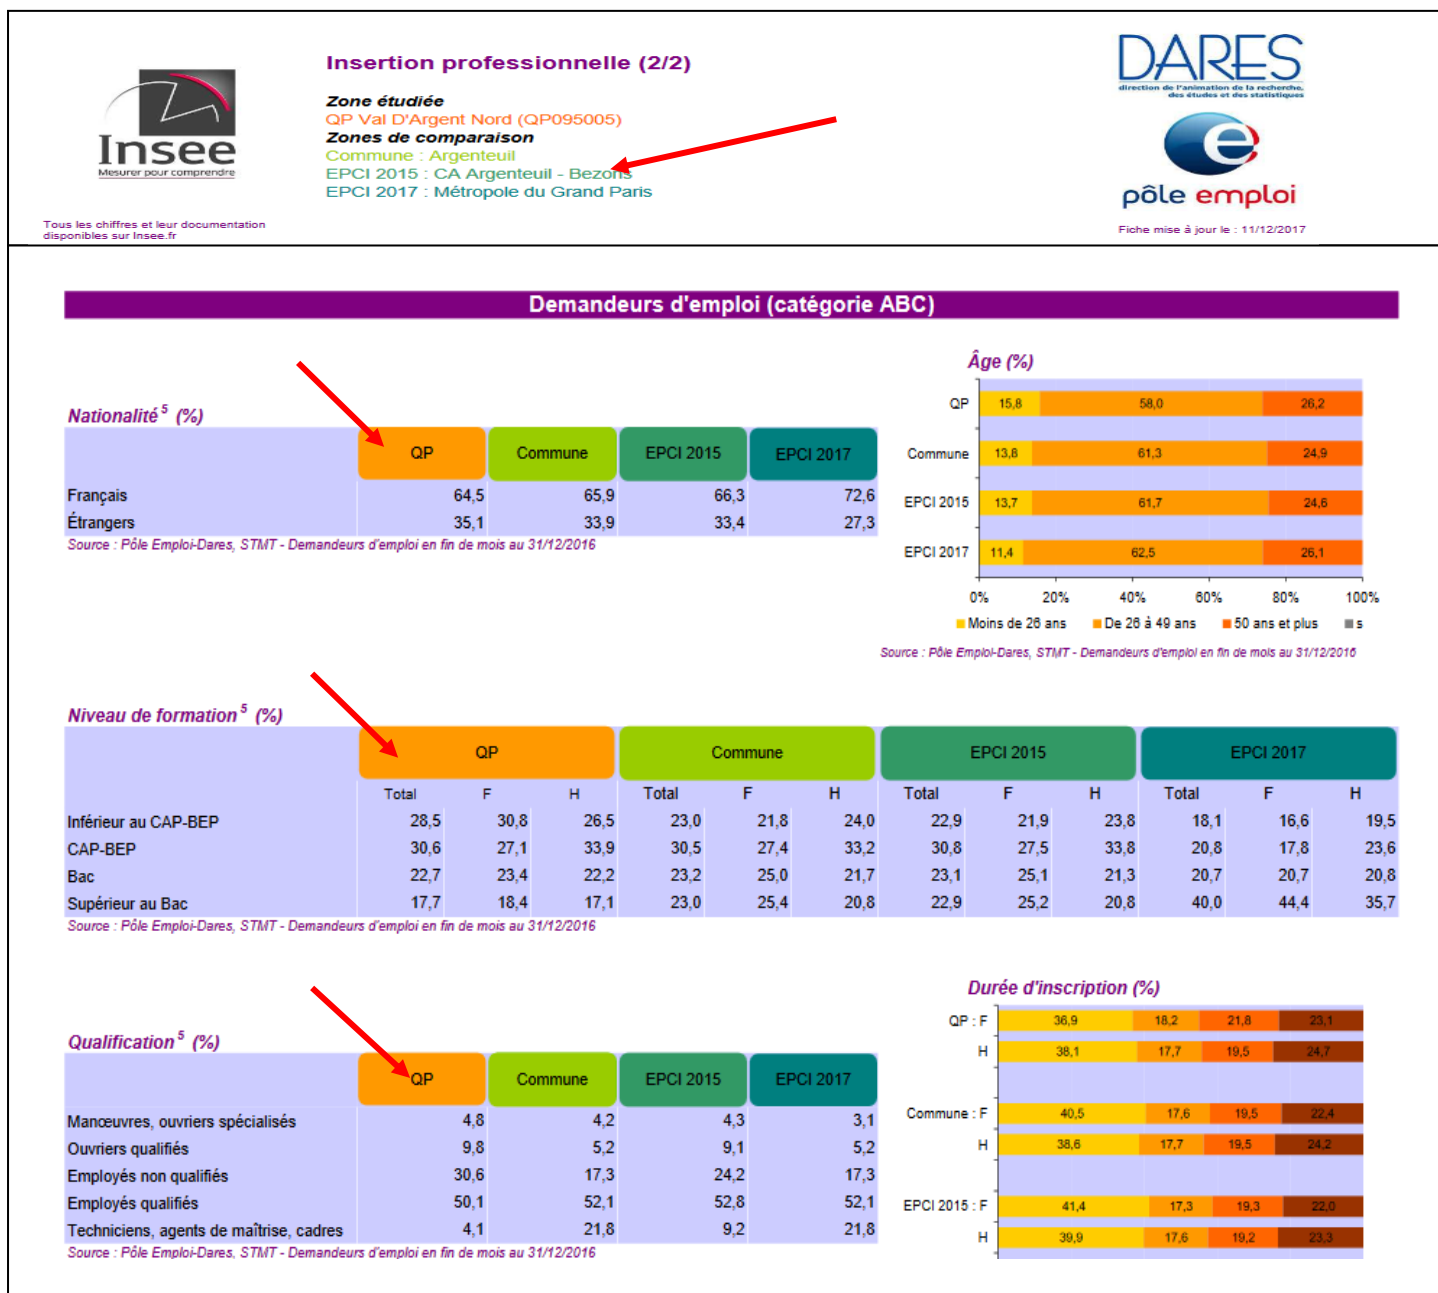 Insee
Mesurer pour comprendre
Tous les chiffres et leur documentation
disponibles sur Insee.fr
Insertion professionnelle (2/2)
Zone étudiée
QP Val D'Argent Nord (QP095005)
Zones de comparaison
Commune : Argenteuil
EPCI 2015 : CA Argenteuil - Bezons
EPCI 2017 : Métropole du Grand Paris
DARES
direction de l'animation de la recherche,
des études et des statistiques
pôle emploi
Fiche mise à jour le : 11/12/2017
Demandeurs d'emploi (catégorie ABC)
Nationalité 5 (%)
QP Commune EPCI 2015 EPCI 2017
Français 64,5 65,9 66,3 72,6
Étrangers 35,1 33,9 33,4 27,3
Source : Pôle Emploi-Dares, STMT - Demandeurs d'emploi en fin de mois au 31/12/2016
Âge (%)
QP 15,8 58,0 26,2
Commune 13,8 61,3 24,9
EPCI 2015 13,7 61,7 24,6
EPCI 2017 11,4 62,5 26,1
0% 20% 40% 60% 80% 100%
Moins de 26 ans De 26 à 49 ans 50 ans et plus s
Source : Pôle Emploi-Dares, STMT - Demandeurs d'emploi en fin de mois au 31/12/2016
Niveau de formation 5 (%)
QP Commune EPCI 2015 EPCI 2017
Total F H Total F H Total F H Total F H
Inférieur au CAP-BEP 28,5 30,8 26,5 23,0 21,8 24,0 22,9 21,9 23,8 18,1 16,6 19,5
CAP-BEP 30,6 27,1 33,9 30,5 27,4 33,2 30,8 27,5 33,8 20,8 17,8 23,6
Bac 22,7 23,4 22,2 23,2 25,0 21,7 23,1 25,1 21,3 20,7 20,7 20,8
Supérieur au Bac 17,7 18,4 17,1 23,0 25,4 20,8 22,9 25,2 20,8 40,0 44,4 35,7
Source : Pôle Emploi-Dares, STMT - Demandeurs d'emploi en fin de mois au 31/12/2016
Qualification 5 (%)
QP Commune EPCI 2015 EPCI 2017
Manœuvres, ouvriers spécialisés 4,8 4,2 4,3 3,1
Ouvriers qualifiés 9,8 5,2 9,1 5,2
Employés non qualifiés 30,6 17,3 24,2 17,3
Employés qualifiés 50,1 52,1 52,8 52,1
Techniciens, agents de maîtrise, cadres 4,1 21,8 9,2 21,8
Source : Pôle Emploi-Dares, STMT - Demandeurs d'emploi en fin de mois au 31/12/2016
Durée d'inscription (%)
QP : F 36,9 18,2 21,8 23,1
H 38,1 17,7 19,5 24,7
Commune : F 40,5 17,6 19,5 22,4
H 38,6 17,7 19,5 24,2
EPCI 2015 : F 41,4 17,3 19,3 22,0
H 39,9 17,6 19,2 23,3